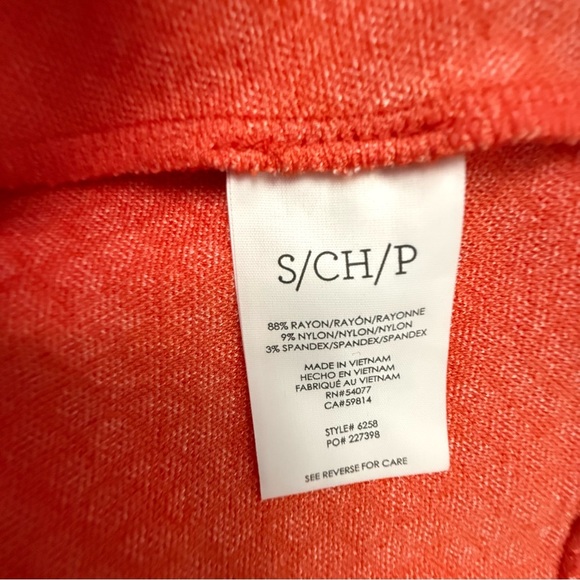 S/CH/P
88% RAYON/RAYÓN/RAYONNE
9% NYLON/NYLON/NYLON
3% SPANDEX/SPANDEX/SPANDEX
MADE IN VIETNAM
HECHO EN VIETNAM
FABRIQUÉ AU VIETNAM
RN#54077
CA#59814
STYLE# 6258
PO# 227398
SEE REVERSE FOR CARE